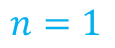 n = 1